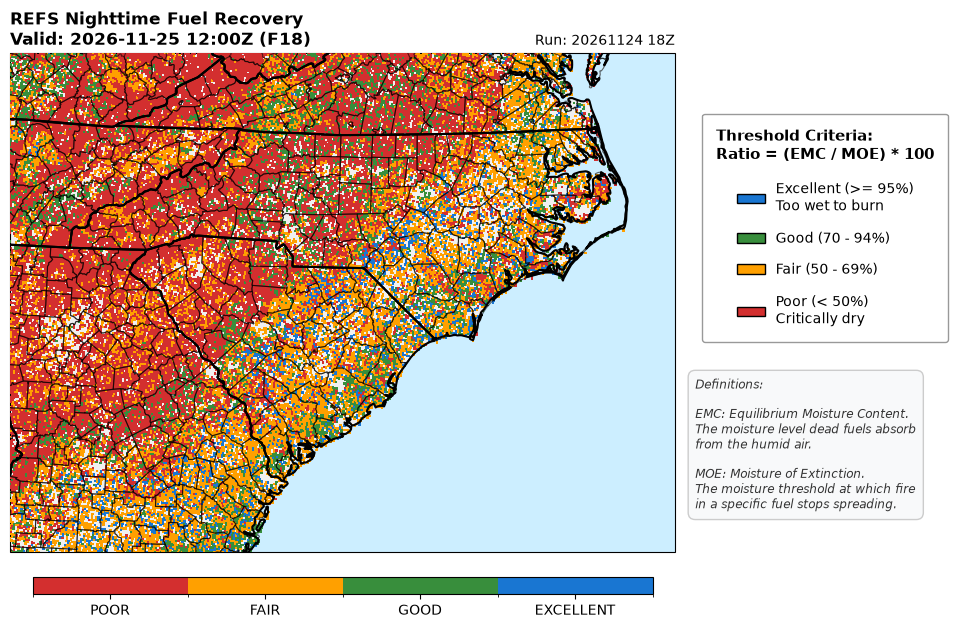 REFS Nighttime Fuel Recovery
Valid: 2026-11-25 12:00Z (F18)
Run: 20261124 18Z
Threshold Criteria:
Ratio = (EMC / MOE) * 100
Excellent (>= 95%)
Too wet to burn
Good (70 - 94%)
Fair (50 - 69%)
Poor (< 50%)
Critically dry
Definitions:
EMC: Equilibrium Moisture Content.
The moisture level dead fuels absorb
from the humid air.
MOE: Moisture of Extinction.
The moisture threshold at which fire
in a specific fuel stops spreading.
POOR FAIR GOOD EXCELLENT